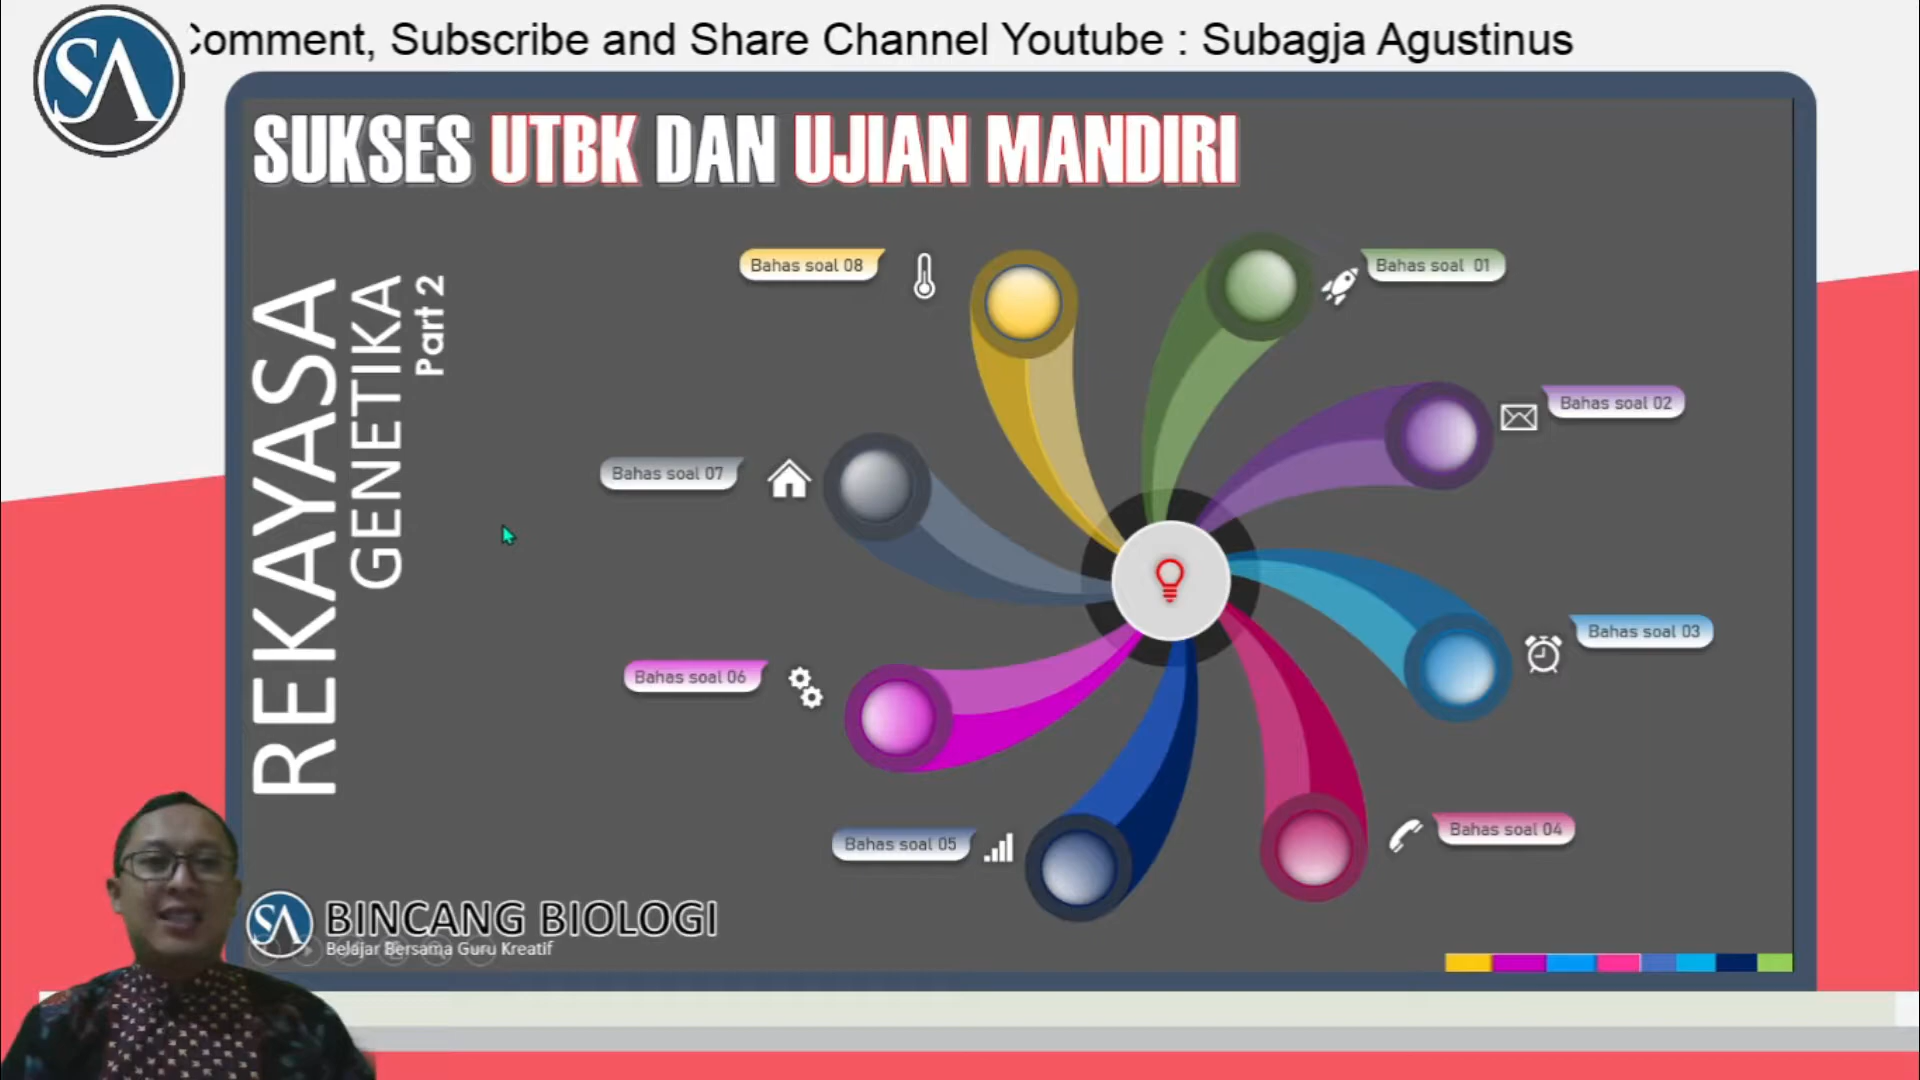 Comment, Subscribe and Share Channel Youtube : Subagja Agustinus
SA
SUKSES UTBK DAN UJIAN MANDIRI
REKAYASA
GENETIKA
Part 2
Bahas soal 08
Bahas soal 01
Bahas soal 02
Bahas soal 07
Bahas soal 03
Bahas soal 06
Bahas soal 04
Bahas soal 05
SA
BINCANG BIOLOGI
Belajar Bersama Guru Kreatif